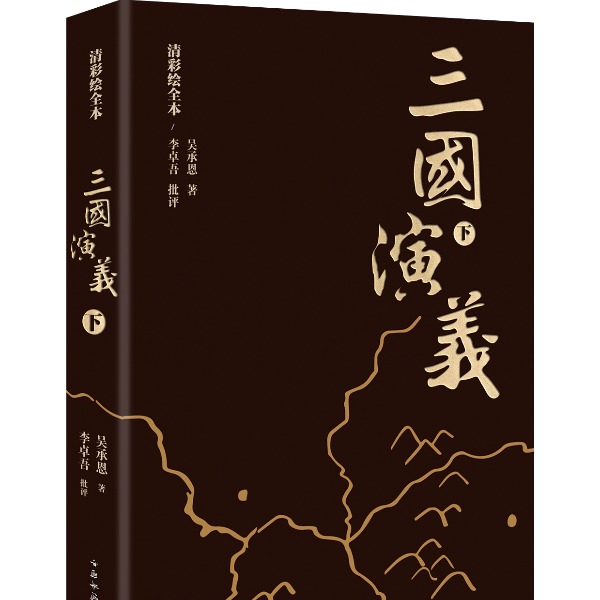 三國演義
下
清彩绘全本/
吴承恩 著
李卓吾 批评
清彩绘全本
三國演義
下
吴承恩 著
李卓吾 批评